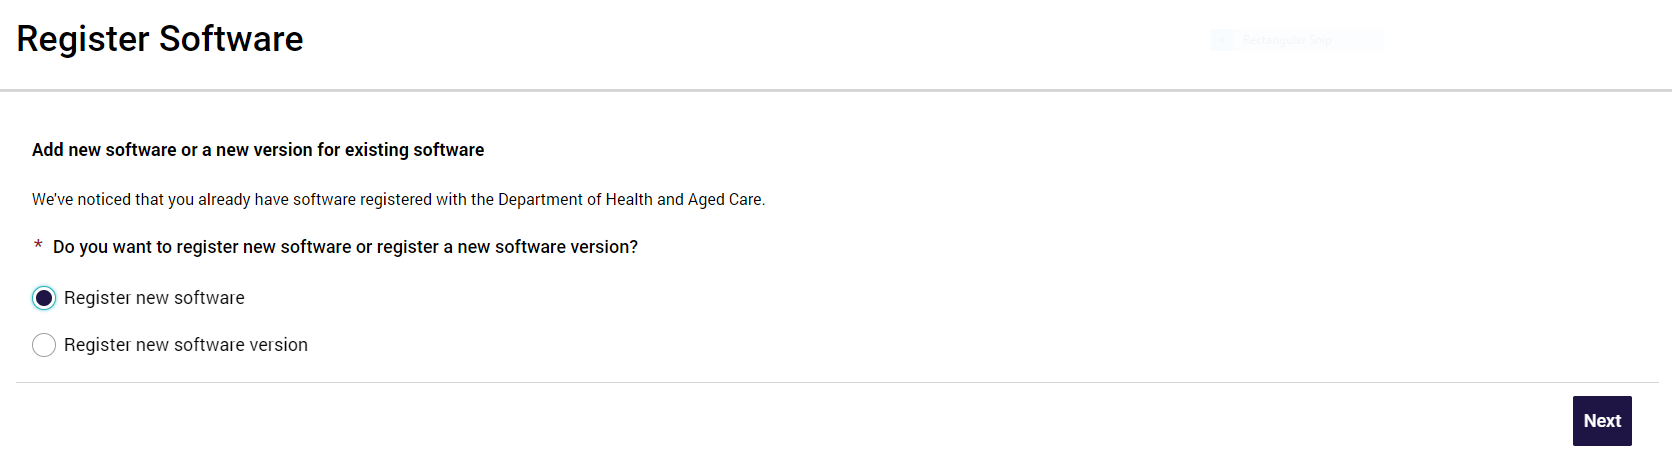 Register Software
Rectangular Snip
Add new software or a new version for existing software
We've noticed that you already have software registered with the Department of Health and Aged Care.
* Do you want to register new software or register a new software version?
Register new software
Register new software version
Next